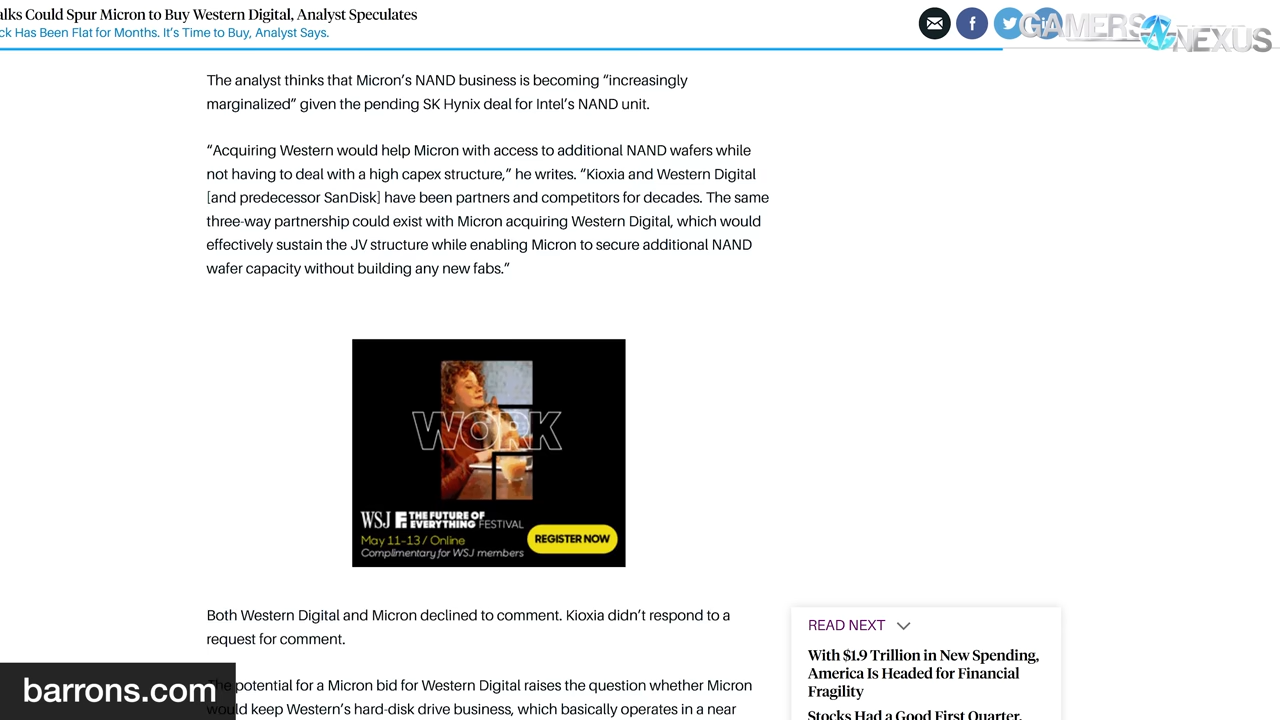 alks Could Spur Micron to Buy Western Digital, Analyst Speculates
ck Has Been Flat for Months. It's Time to Buy, Analyst Says.
GAMERS
NEXUS
The analyst thinks that Micron's NAND business is becoming “increasingly
marginalized” given the pending SK Hynix deal for Intel's NAND unit.
“Acquiring Western would help Micron with access to additional NAND wafers while
not having to deal with a high capex structure,” he writes. “Kioxia and Western Digital
[and predecessor SanDisk] have been partners and competitors for decades. The same
three-way partnership could exist with Micron acquiring Western Digital, which would
effectively sustain the JV structure while enabling Micron to secure additional NAND
wafer capacity without building any new fabs.”
WORK
WSJ F. THE FUTURE OF
EVERYTHING FESTIVAL
May 11-13 / Online
Complimentary for WSJ members
REGISTER NOW
Both Western Digital and Micron declined to comment. Kioxia didn't respond to a
request for comment.
The potential for a Micron bid for Western Digital raises the question whether Micron
would keep Western's hard-disk drive business, which basically operates in a near
READ NEXT
With $1.9 Trillion in New Spending,
America Is Headed for Financial
Fragility
Stocks Had a Good First Quarter.
barrons.com